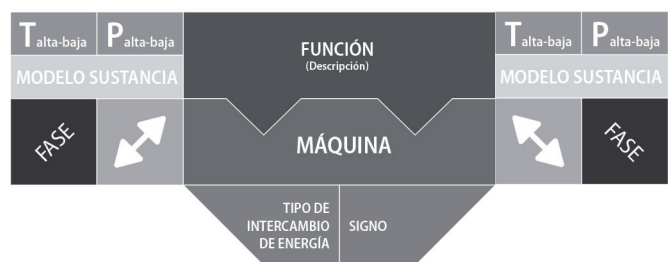 T alta-baja P alta-baja
MODELO SUSTANCIA
FASE
FUNCIÓN
(Descripción)
MÁQUINA
TIPO DE
INTERCAMBIO
DE ENERGÍA
SIGNO
T alta-baja P alta-baja
MODELO SUSTANCIA
FASE